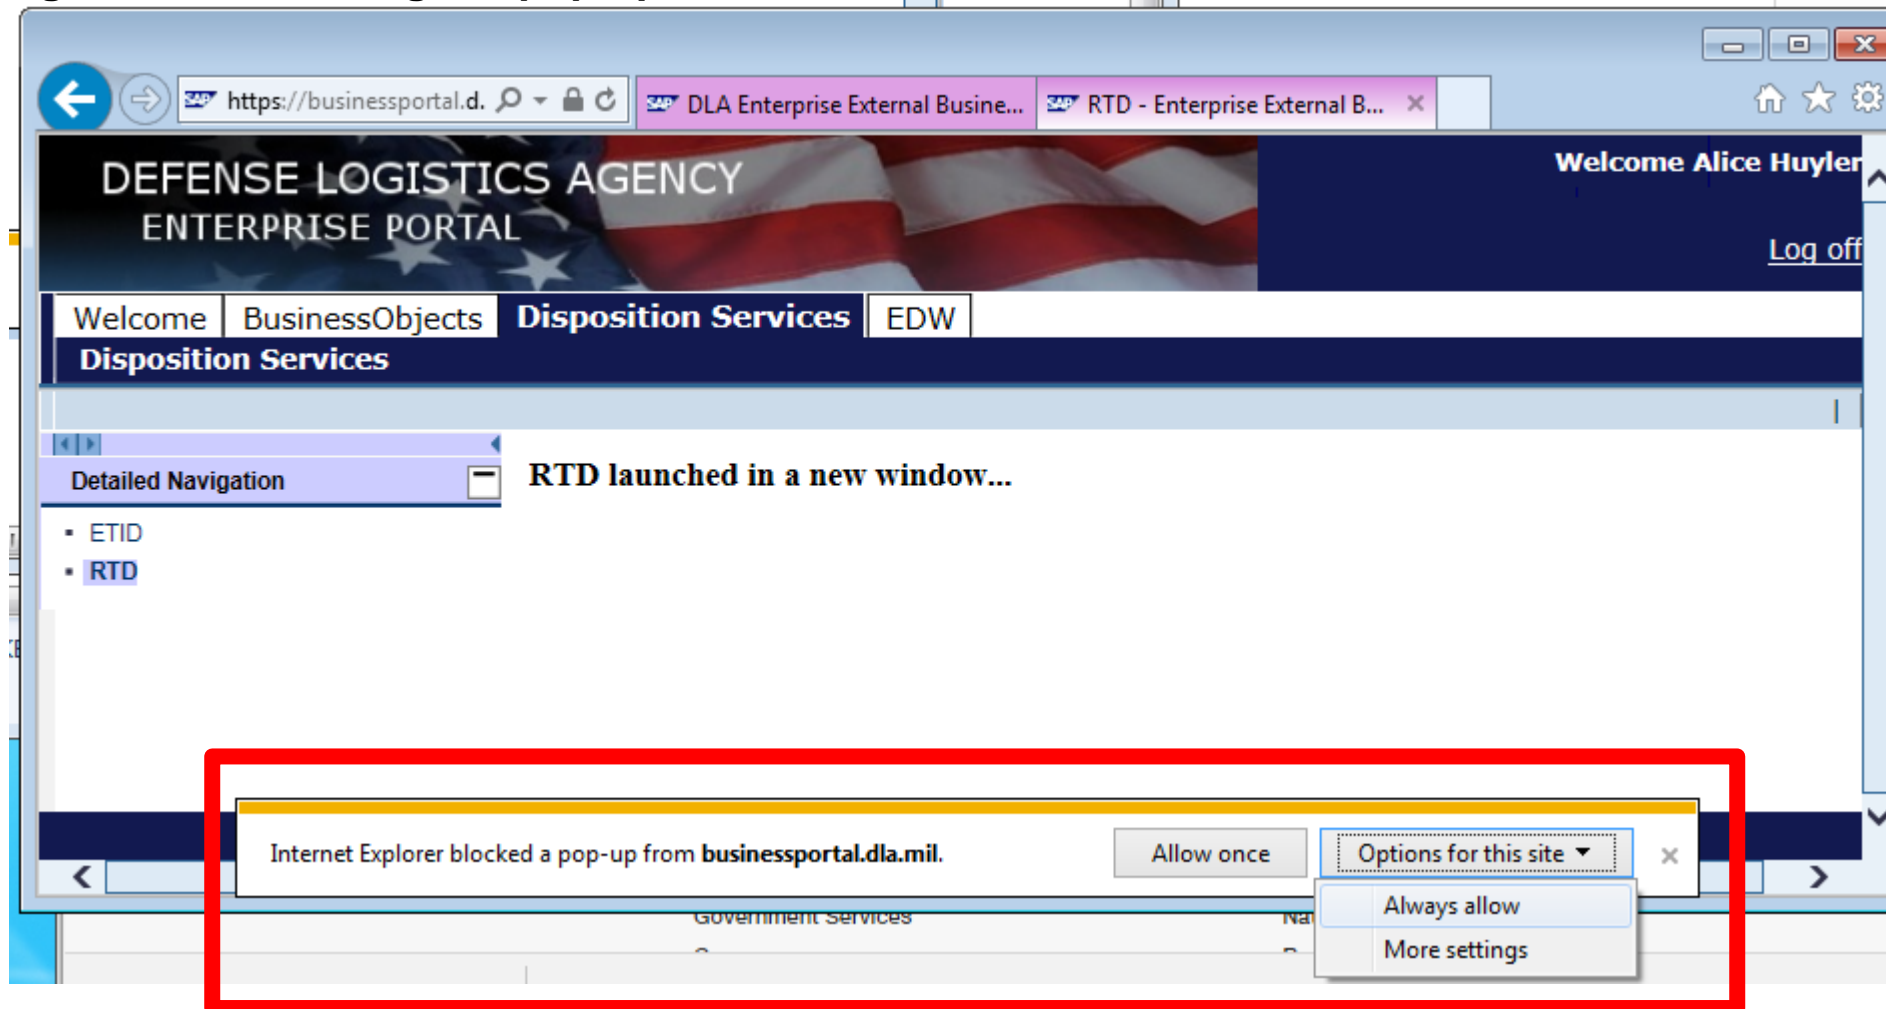 https://businessportal.d.
DLA Enterprise External Busine...
RTD - Enterprise External B...
DEFENSE LOGISTICS AGENCY
ENTERPRISE PORTAL
Welcome Alice Huyler
Log off
Welcome
BusinessObjects
Disposition Services
EDW
Disposition Services
Detailed Navigation
RTD launched in a new window...
ETID
RTD
Internet Explorer blocked a pop-up from businessportal.dla.mil.
Allow once
Options for this site
Always allow
More settings
Government Services